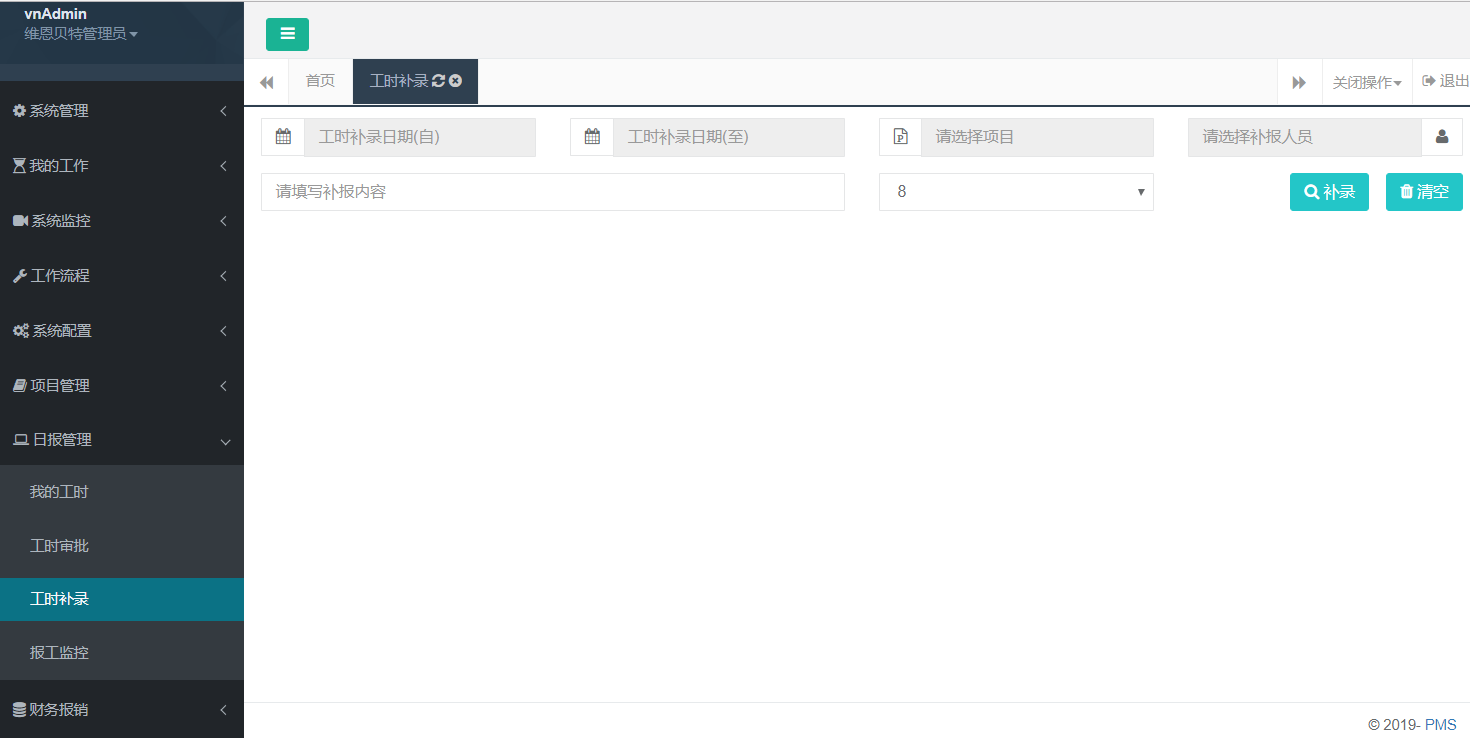 vnAdmin
维恩贝特管理员
首页
工时补录
关闭操作
退出
系统管理
我的工作
系统监控
工作流程
系统配置
项目管理
日报管理
我的工时
工时审批
工时补录
报工监控
财务报销
工时补录日期(自)
工时补录日期(至)
请选择项目
请选择补报人员
请填写补报内容
8
补录
清空
© 2019- PMS